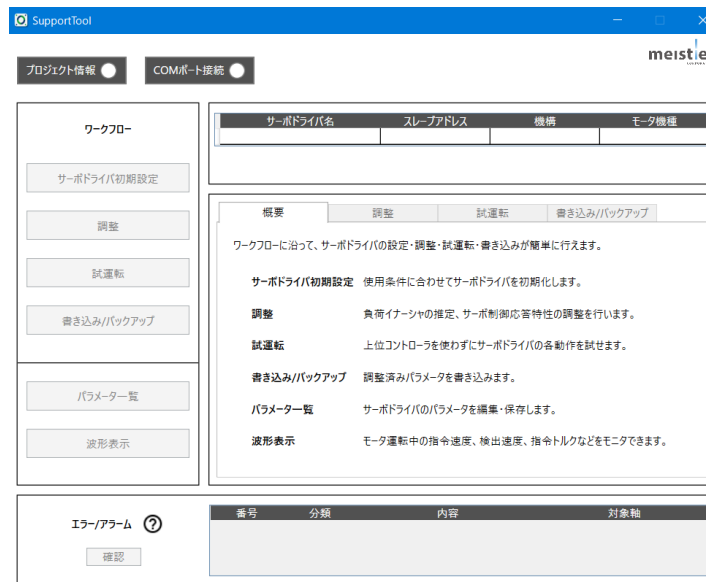 SupportTool
meistie
プロジェクト情報
COMポート接続
ワークフロー
サーボドライバ初期設定
調整
試運転
書き込み/バックアップ
パラメータ一覧
波形表示
サーボドライバ名 スレーブアドレス 機構 モータ機種
概要 調整 試運転 書き込み/バックアップ
ワークフローに沿って、サーボドライバの設定・調整・試運転・書き込みが簡単に行えます。
サーボドライバ初期設定 使用条件に合わせてサーボドライバを初期化します。
調整 負荷イナーシャの推定、サーボ制御応答特性の調整を行います。
試運転 上位コントローラを使わずにサーボドライバの各動作を試せます。
書き込み/バックアップ 調整済みパラメータを書き込みます。
パラメータ一覧 サーボドライバのパラメータを編集・保存します。
波形表示 モータ運転中の指令速度、検出速度、指令トルクなどをモニタできます。
エラー/アラーム ?
確認
番号 分類 内容 対象軸